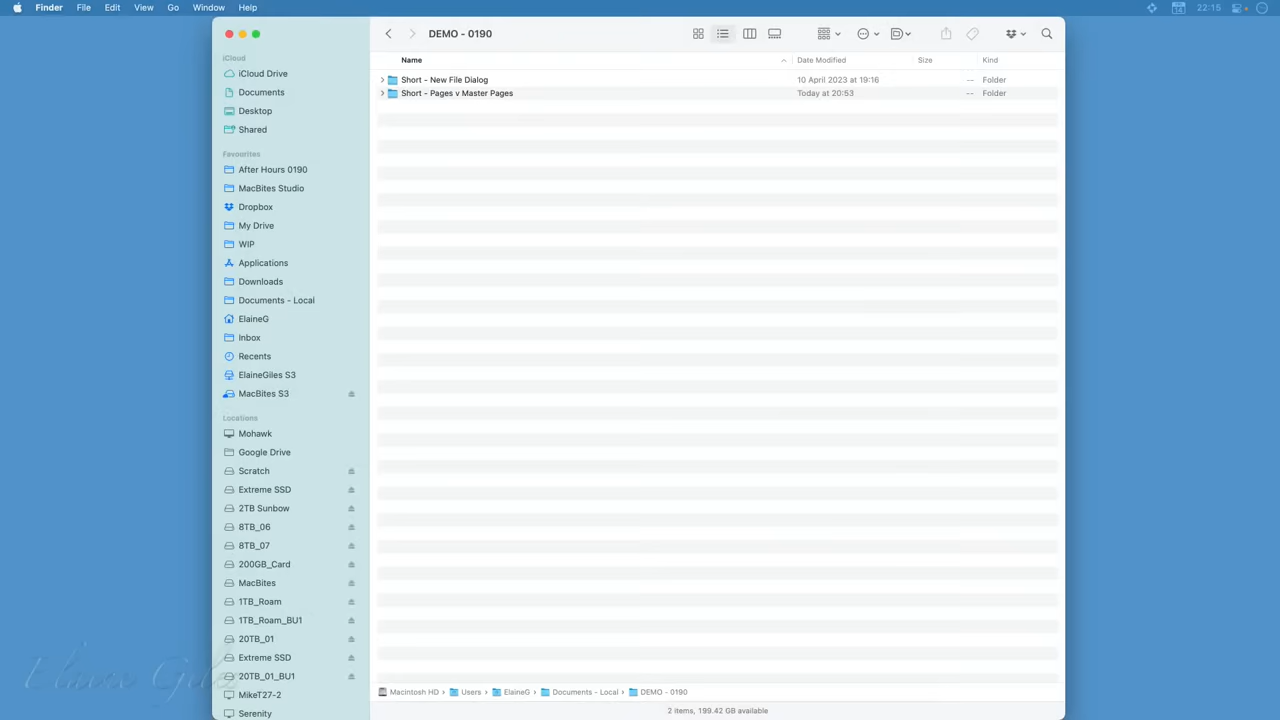 Finder File Edit View Go Window Help 14 22:15
DEMO - 0190
iCloud
iCloud Drive
Documents
Desktop
Shared
Favourites
After Hours 0190
MacBites Studio
Dropbox
My Drive
WIP
Applications
Downloads
Documents - Local
ElaineG
Inbox
Recents
ElaineGiles S3
MacBites S3
Locations
Mohawk
Google Drive
Scratch
Extreme SSD
2TB Sunbow
8TB_06
8TB_07
200GB_Card
MacBites
1TB_Roam
1TB_Roam_BU1
20TB_01
Extreme SSD
20TB_01_BU1
MikeT27-2
Serenity
Name Date Modified Size Kind
Short - New File Dialog 10 April 2023 at 19:16 -- Folder
Short - Pages v Master Pages Today at 20:53 -- Folder
Macintosh HD › Users › ElaineG › Documents - Local › DEMO - 0190
2 items, 199.42 GB available
Elaine Giles